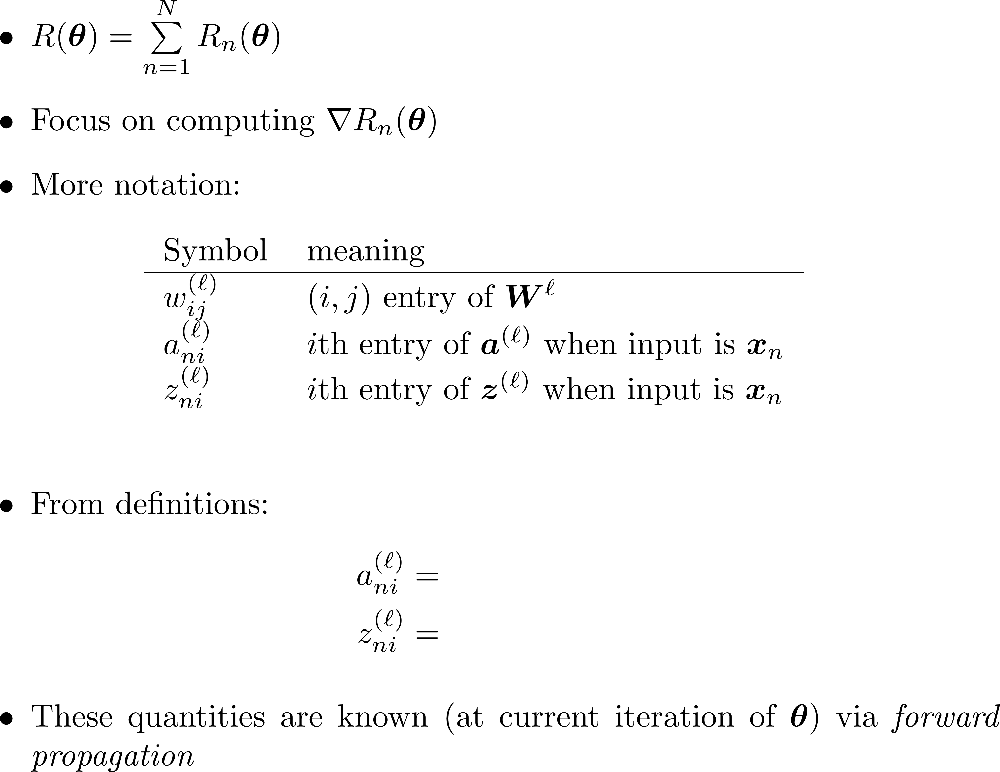 • $R(\boldsymbol{\theta}) = \sum_{n=1}^{N} R_n(\boldsymbol{\theta})$
• Focus on computing $\nabla R_n(\boldsymbol{\theta})$
• More notation:
Symbol meaning
$w_{ij}^{(\ell)}$ $(i, j)$ entry of $\boldsymbol{W}^{\ell}$
$a_{ni}^{(\ell)}$ $i$th entry of $\boldsymbol{a}^{(\ell)}$ when input is $\boldsymbol{x}_n$
$z_{ni}^{(\ell)}$ $i$th entry of $\boldsymbol{z}^{(\ell)}$ when input is $\boldsymbol{x}_n$
• From definitions:
$a_{ni}^{(\ell)} =$
$z_{ni}^{(\ell)} =$
• These quantities are known (at current iteration of $\boldsymbol{\theta}$) via forward
propagation